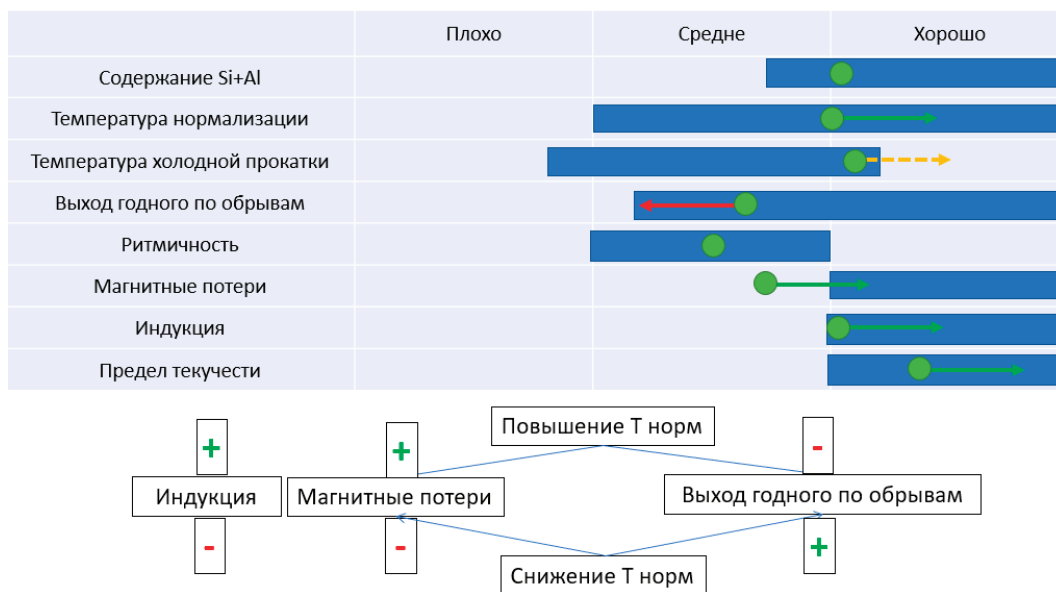 Плохо Средне Хорошо
Содержание Si+Al
Температура нормализации
Температура холодной прокатки
Выход годного по обрывам
Ритмичность
Магнитные потери
Индукция
Предел текучести
Повышение Т норм
+ + -
Индукция Магнитные потери Выход годного по обрывам
- - +
Снижение Т норм